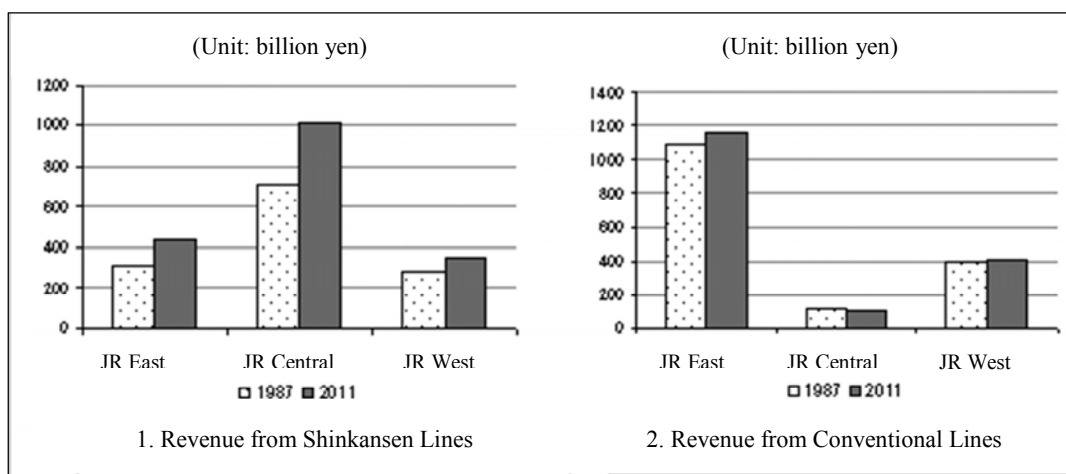 (Unit: billion yen)
1200
1000
800
600
400
200
0
JR East JR Central JR West
1987 2011
1. Revenue from Shinkansen Lines
(Unit: billion yen)
1400
1200
1000
800
600
400
200
0
JR East JR Central JR West
1987 2011
2. Revenue from Conventional Lines